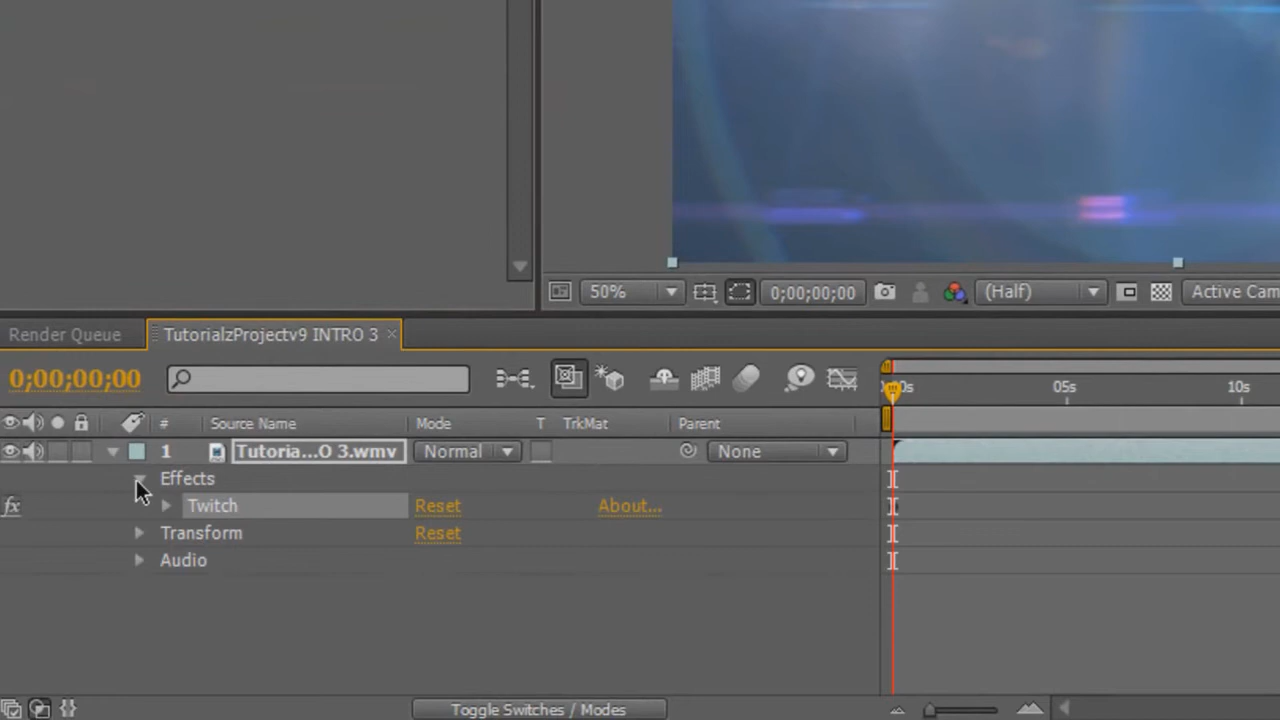 50%
0;00;00;00
(Half)
Active Cam
Render Queue
TutorialzProjectv9 INTRO 3 ×
0;00;00;00
05s
10s
# Source Name Mode T TrkMat Parent
1 Tutoria...O 3.wmv Normal None
Effects
fx Twitch Reset About...
Transform Reset
Audio
Toggle Switches / Modes